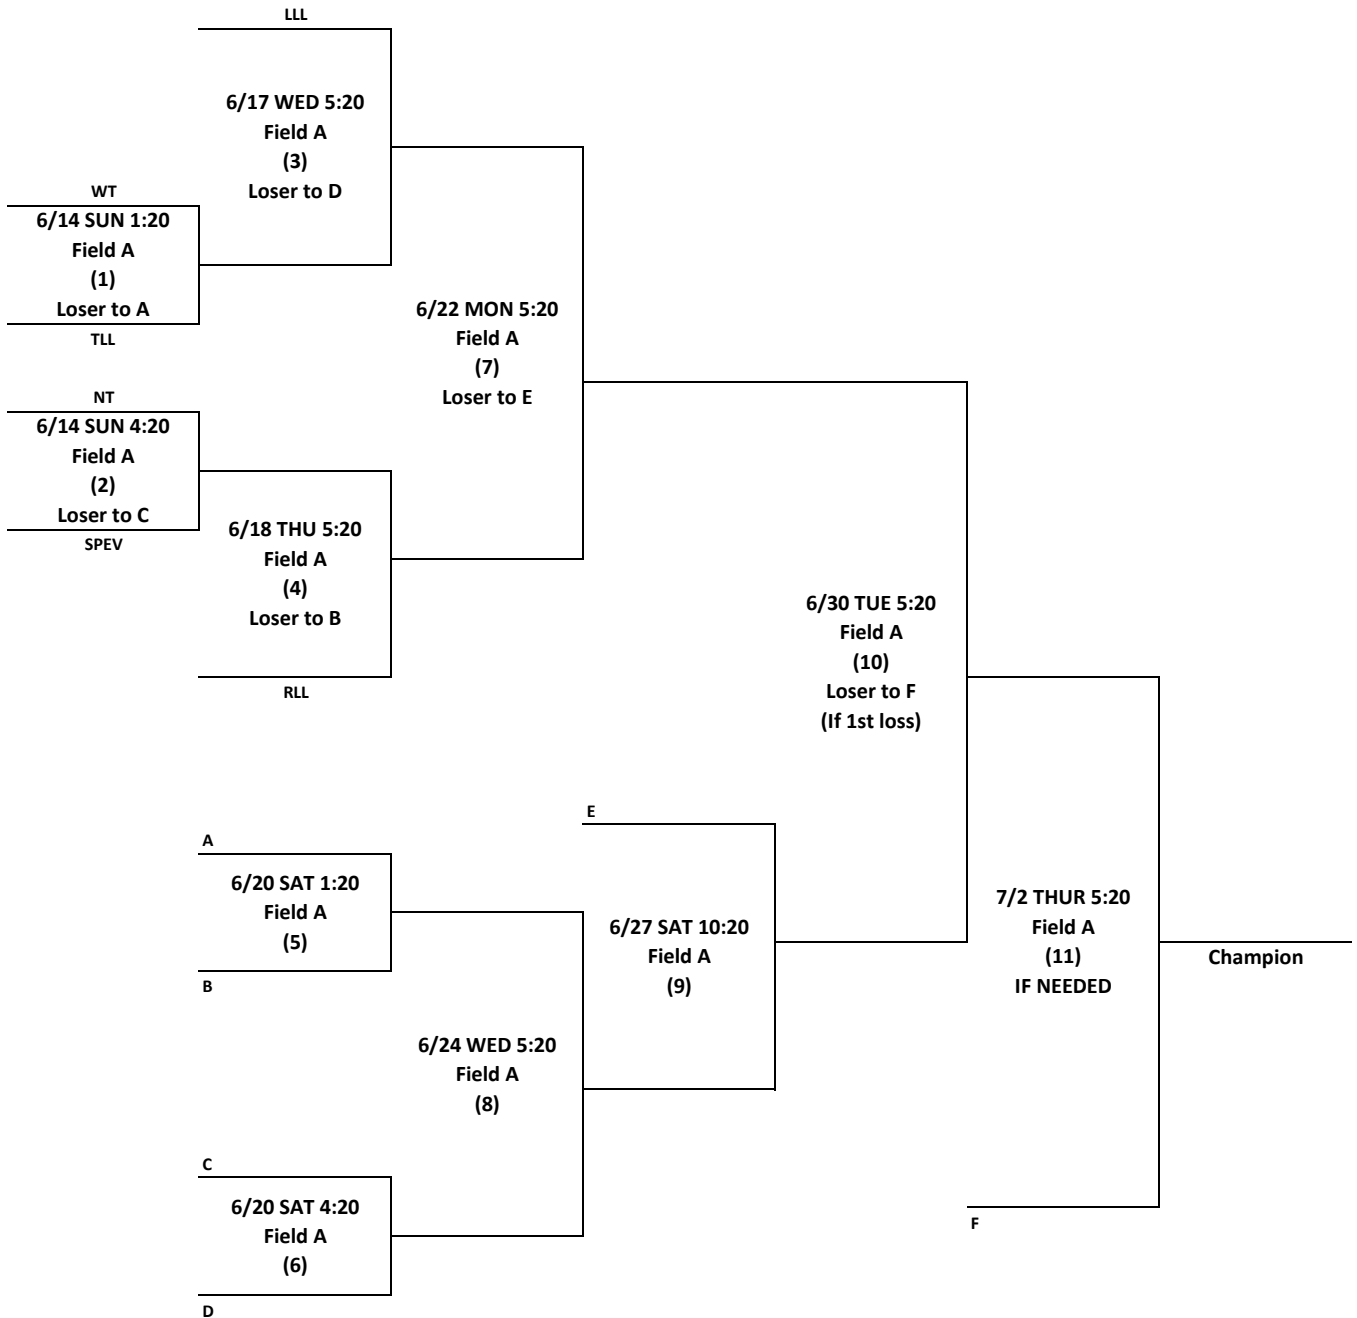 LLL
6/17 WED 5:20
Field A
(3)
Loser to D
WT
6/14 SUN 1:20
Field A
(1)
Loser to A
TLL
6/22 MON 5:20
Field A
(7)
Loser to E
NT
6/14 SUN 4:20
Field A
(2)
Loser to C
SPEV
6/18 THU 5:20
Field A
(4)
Loser to B
RLL
6/30 TUE 5:20
Field A
(10)
Loser to F
(If 1st loss)
E
A
6/20 SAT 1:20
Field A
(5)
B
6/27 SAT 10:20
Field A
(9)
7/2 THUR 5:20
Field A
(11)
IF NEEDED
Champion
6/24 WED 5:20
Field A
(8)
C
6/20 SAT 4:20
Field A
(6)
D
F